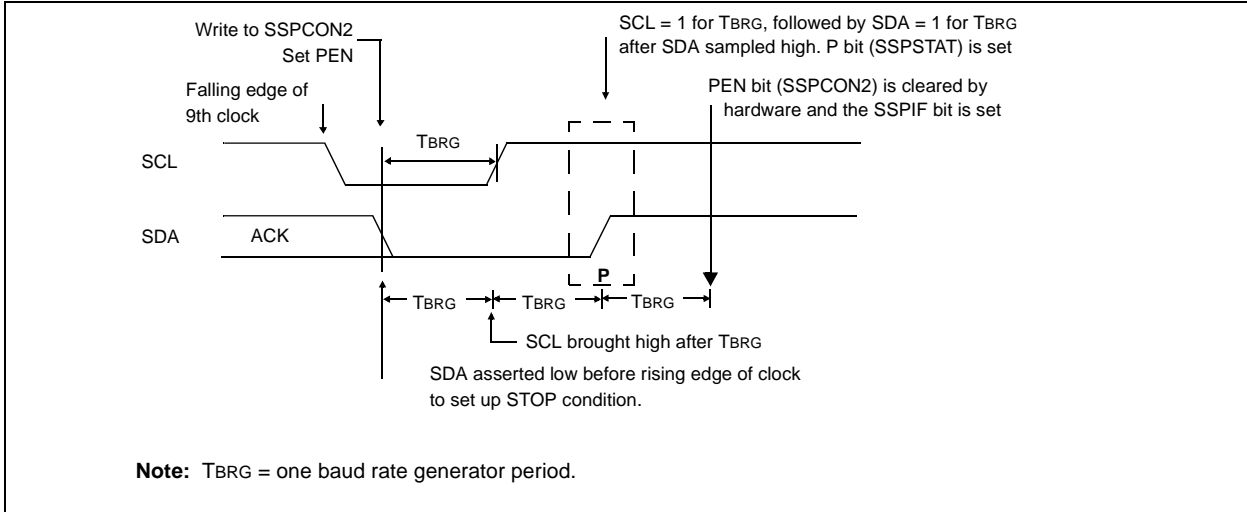 Write to SSPCON2
Set PEN
SCL = 1 for TBRG, followed by SDA = 1 for TBRG
after SDA sampled high. P bit (SSPSTAT) is set
Falling edge of
9th clock
PEN bit (SSPCON2) is cleared by
hardware and the SSPIF bit is set
TBRG
SCL
SDA
ACK
P
TBRG
TBRG
TBRG
SCL brought high after TBRG
SDA asserted low before rising edge of clock
to set up STOP condition.
Note: TBRG = one baud rate generator period.